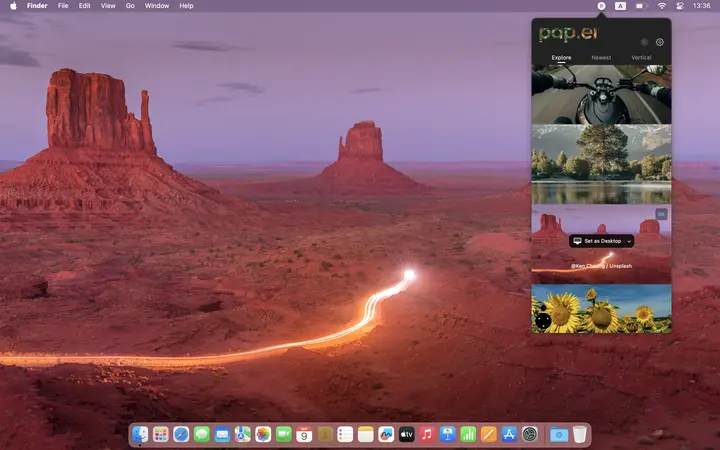 Finder File Edit View Go Window Help A 13:36
pap.er
Explore Newest Vertical
Set as Desktop
@Ken Cheung / Unsplash
9
tv